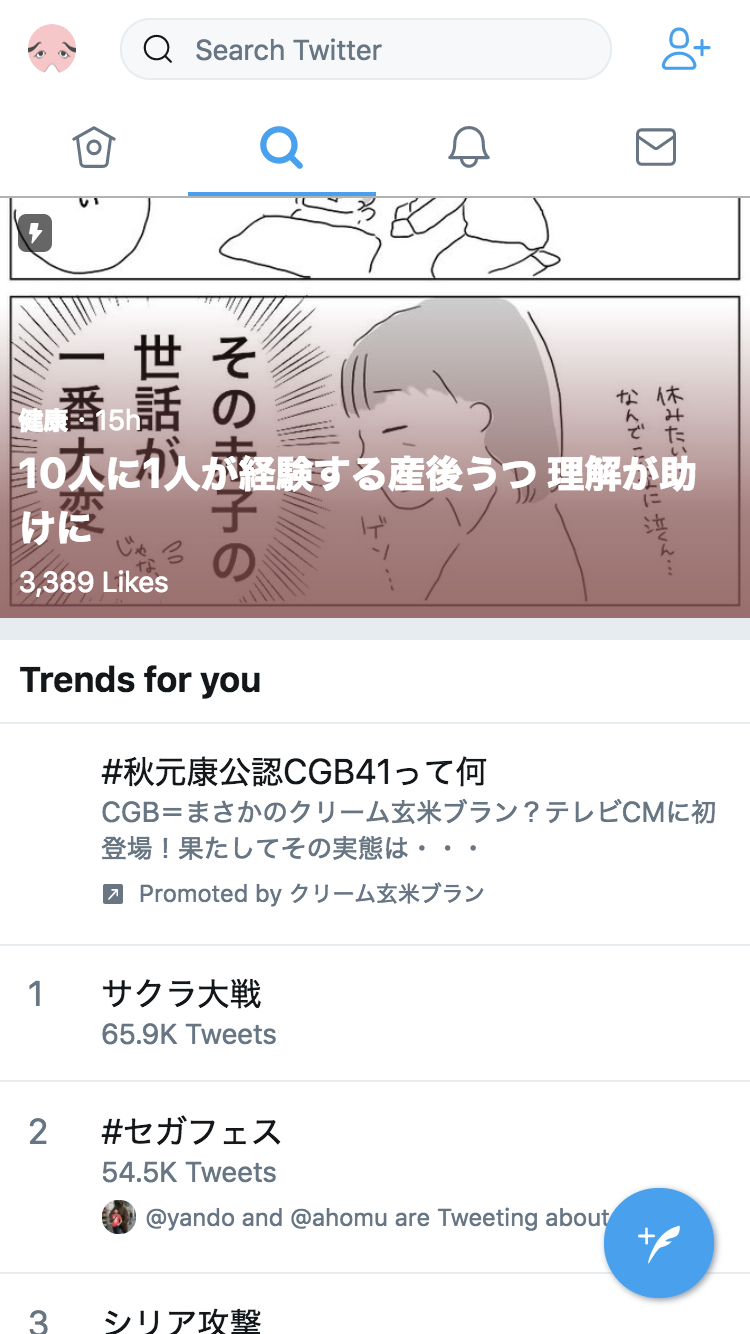 Search Twitter
い
その末っ子の
世話が
一番大変
じゃな
休みたい
なんで
に泣くん…
ゲン…
健康 · 15h
10人に1人が経験する産後うつ 理解が助
けに
3,389 Likes
Trends for you
#秋元康公認CGB41って何
CGB＝まさかのクリーム玄米ブラン？テレビCMに初
登場！果たしてその実態は・・・
Promoted by クリーム玄米ブラン
1
サクラ大戦
65.9K Tweets
2
#セガフェス
54.5K Tweets
@yando and @ahomu are Tweeting about
3
シリア攻撃